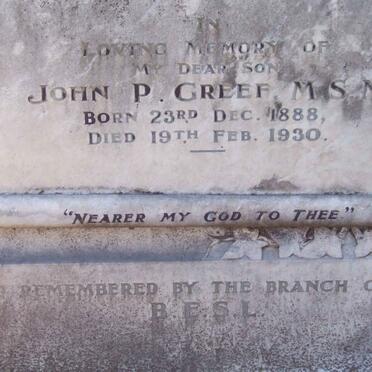 IN
LOVING MEMORY OF
MY DEAR SON
JOHN P. GREEF, M.S.M
BORN 23RD DEC. 1888,
DIED 19TH FEB. 1930.
"NEARER MY GOD TO THEE."
REMEMBERED BY THE BRANCH O
B.E.S.L.